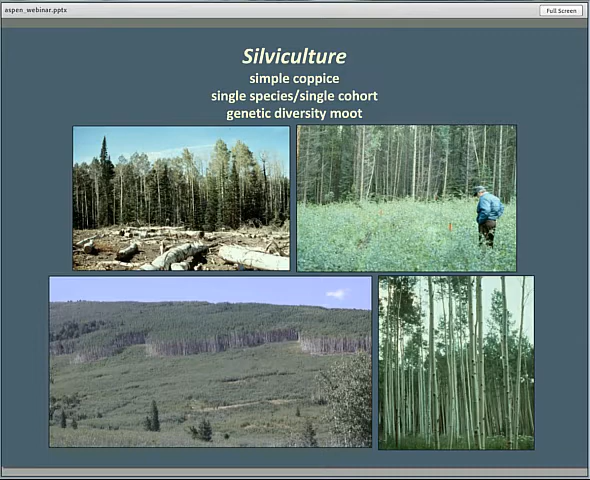 aspen_webinar.pptx
Full Screen
Silviculture
simple coppice
single species/single cohort
genetic diversity moot